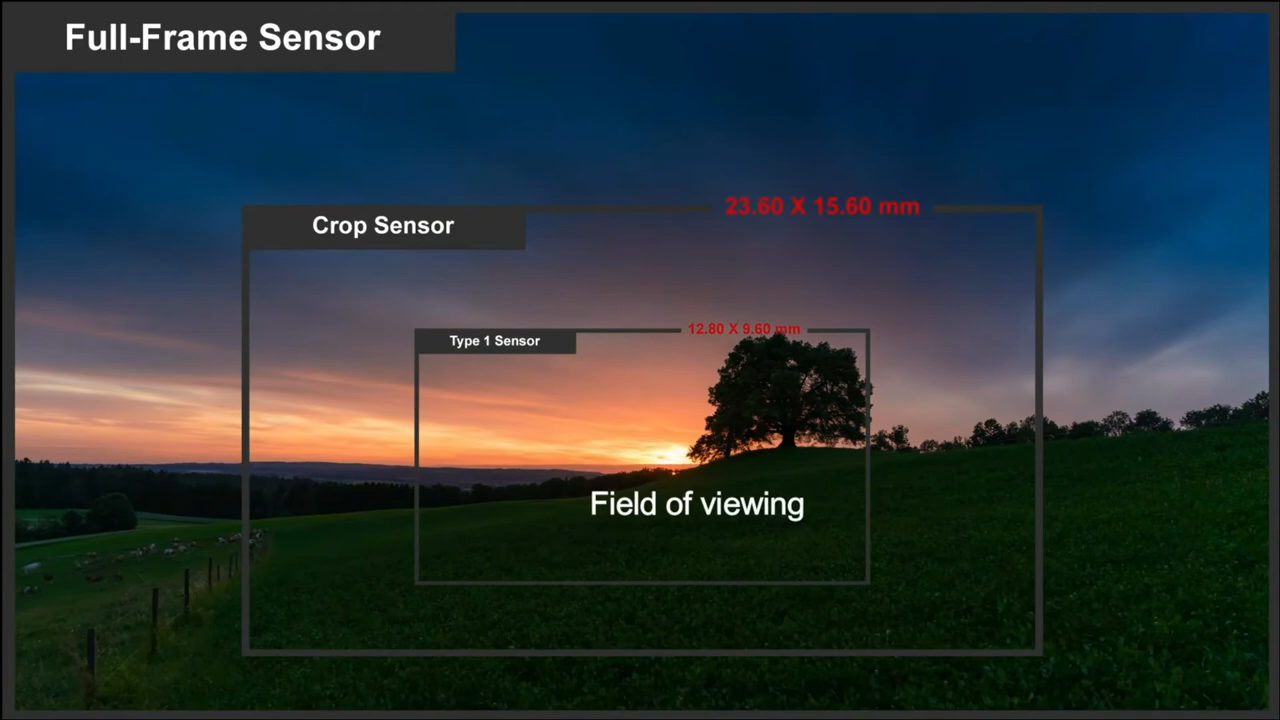 Full-Frame Sensor
23.60 X 15.60 mm
Crop Sensor
12.80 X 9.60 mm
Type 1 Sensor
Field of viewing